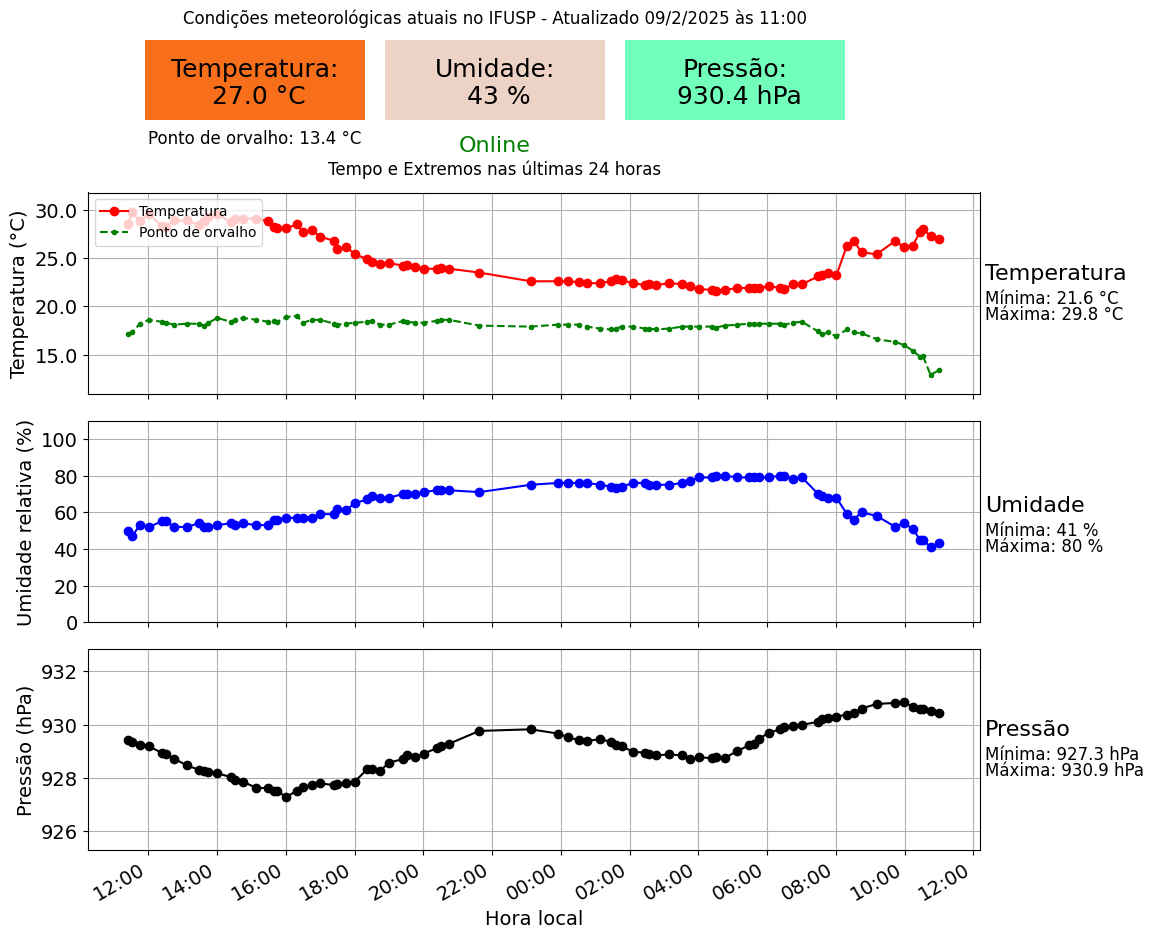 Condições meteorológicas atuais no IFUSP - Atualizado 09/2/2025 às 11:00
Temperatura:
27.0 °C
Umidade:
43 %
Pressão:
930.4 hPa
Ponto de orvalho: 13.4 °C
Online
Tempo e Extremos nas últimas 24 horas
Temperatura (°C)
30.0
25.0
20.0
15.0
Temperatura
Ponto de orvalho
Temperatura
Mínima: 21.6 °C
Máxima: 29.8 °C
Umidade relativa (%)
100
80
60
40
20
0
Umidade
Mínima: 41 %
Máxima: 80 %
Pressão (hPa)
932
930
928
926
Pressão
Mínima: 927.3 hPa
Máxima: 930.9 hPa
12:00 14:00 16:00 18:00 20:00 22:00 00:00 02:00 04:00 06:00 08:00 10:00 12:00
Hora local